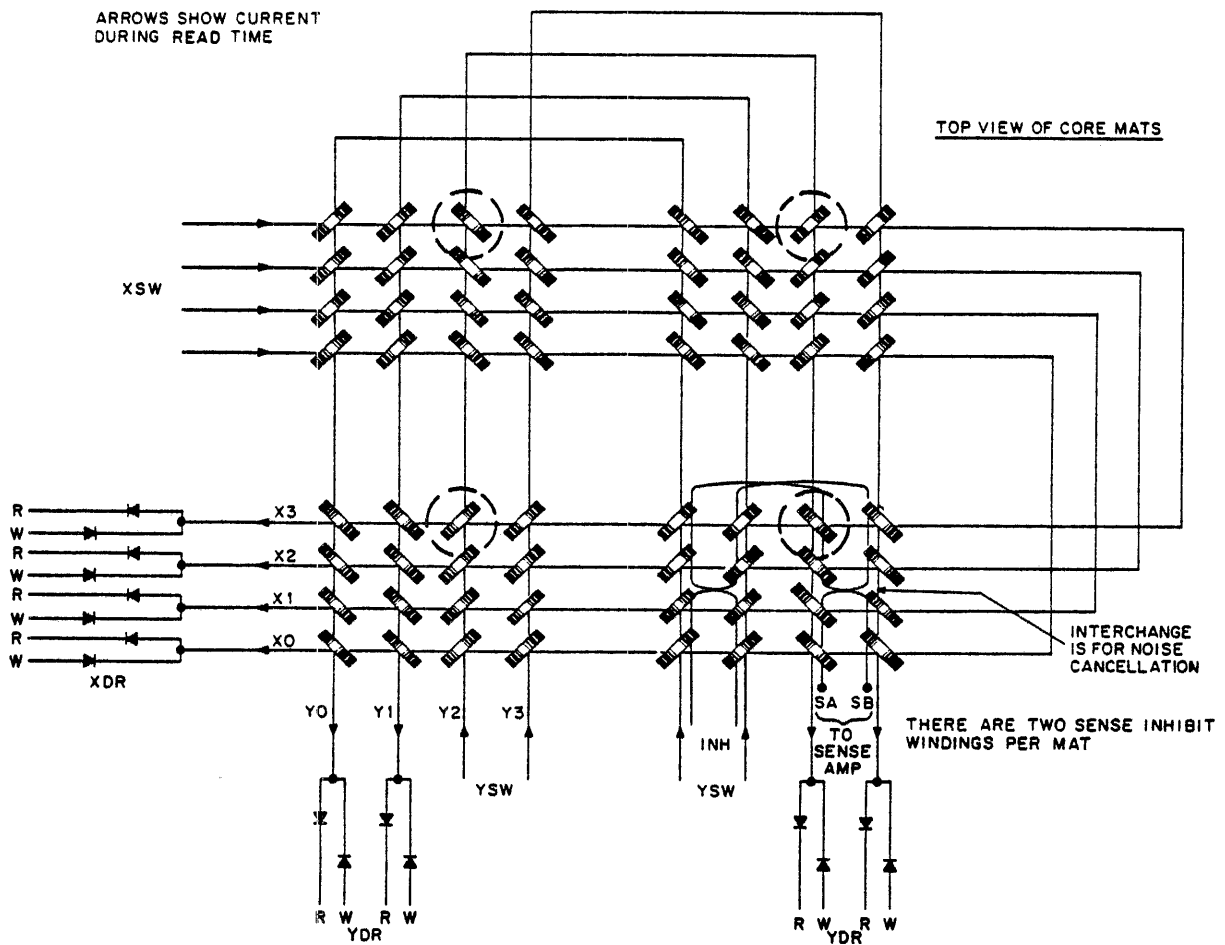 ARROWS SHOW CURRENT
DURING READ TIME
TOP VIEW OF CORE MATS
XSW
R
W
X3
R
W
X2
R
W
X1
R
W
X0
XDR
INTERCHANGE
IS FOR NOISE
CANCELLATION
Y0 Y1 Y2 Y3
SA SB
INH
TO
SENSE
AMP
THERE ARE TWO SENSE INHIBIT
WINDINGS PER MAT
YSW
YSW
R W R W
YDR
R W R W
YDR